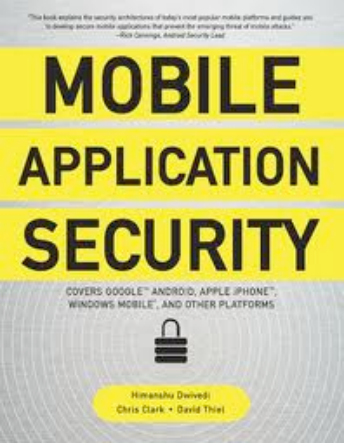 "This book explains the security architectures of today's most popular mobile platforms and guides you
to develop secure mobile applications that prevent the emerging threat of mobile attacks."
—Rich Cannings, Android Security Lead
MOBILE
APPLICATION
SECURITY
COVERS GOOGLE™ ANDROID, APPLE iPHONE™,
WINDOWS MOBILE®, AND OTHER PLATFORMS
Himanshu Dwivedi
Chris Clark • David Thiel